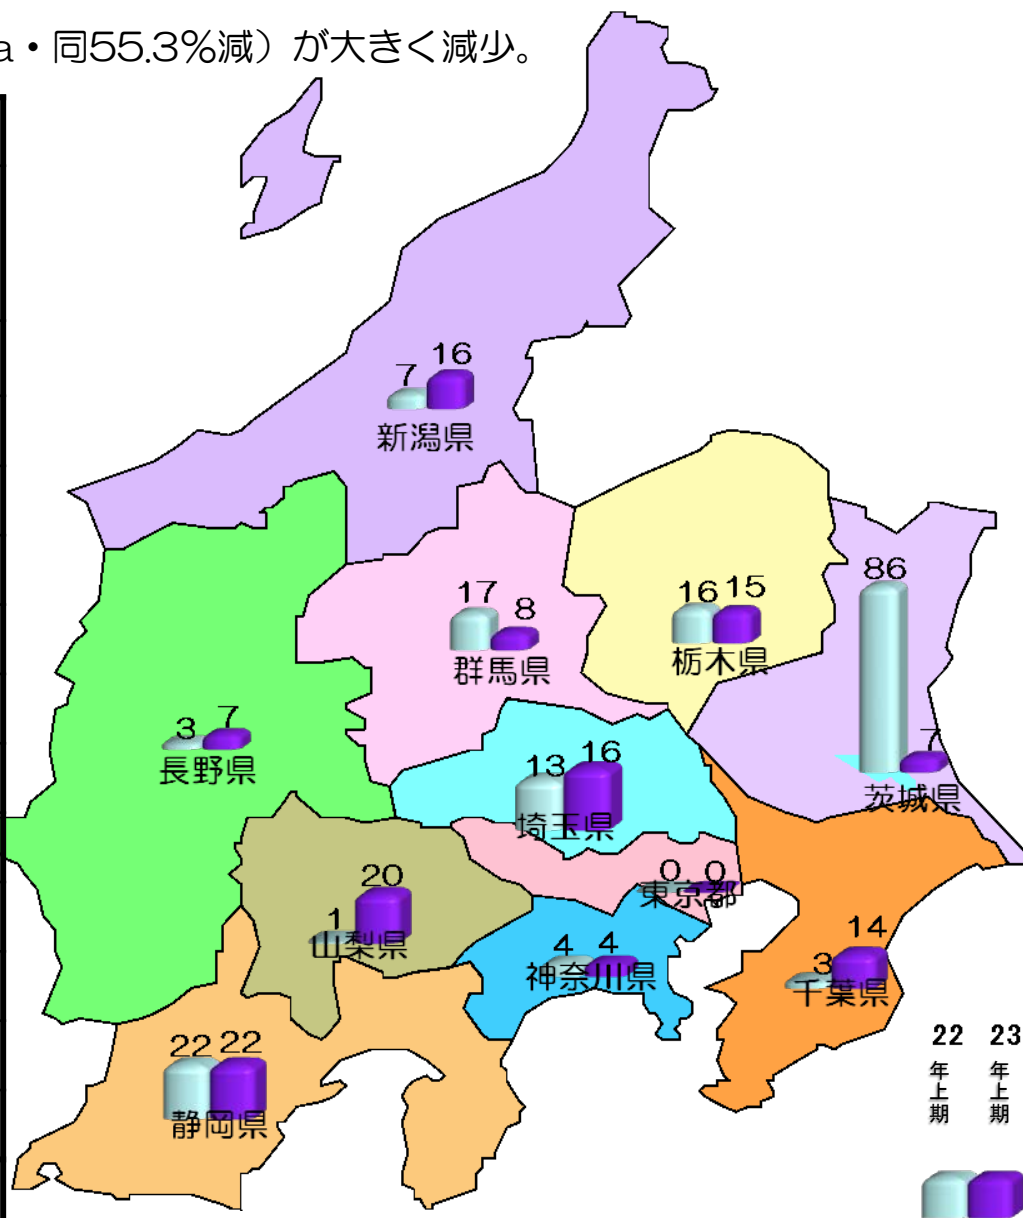 a・同55.3%減）が大きく減少。
7 16
新潟県
17 8
群馬県
16 15
栃木県
86 7
茨城県
3 7
長野県
13 16
埼玉県
1 20
山梨県
0 0
東京都
4 4
神奈川県
3 14
千葉県
22 22
静岡県
22 23
年上期 年上期